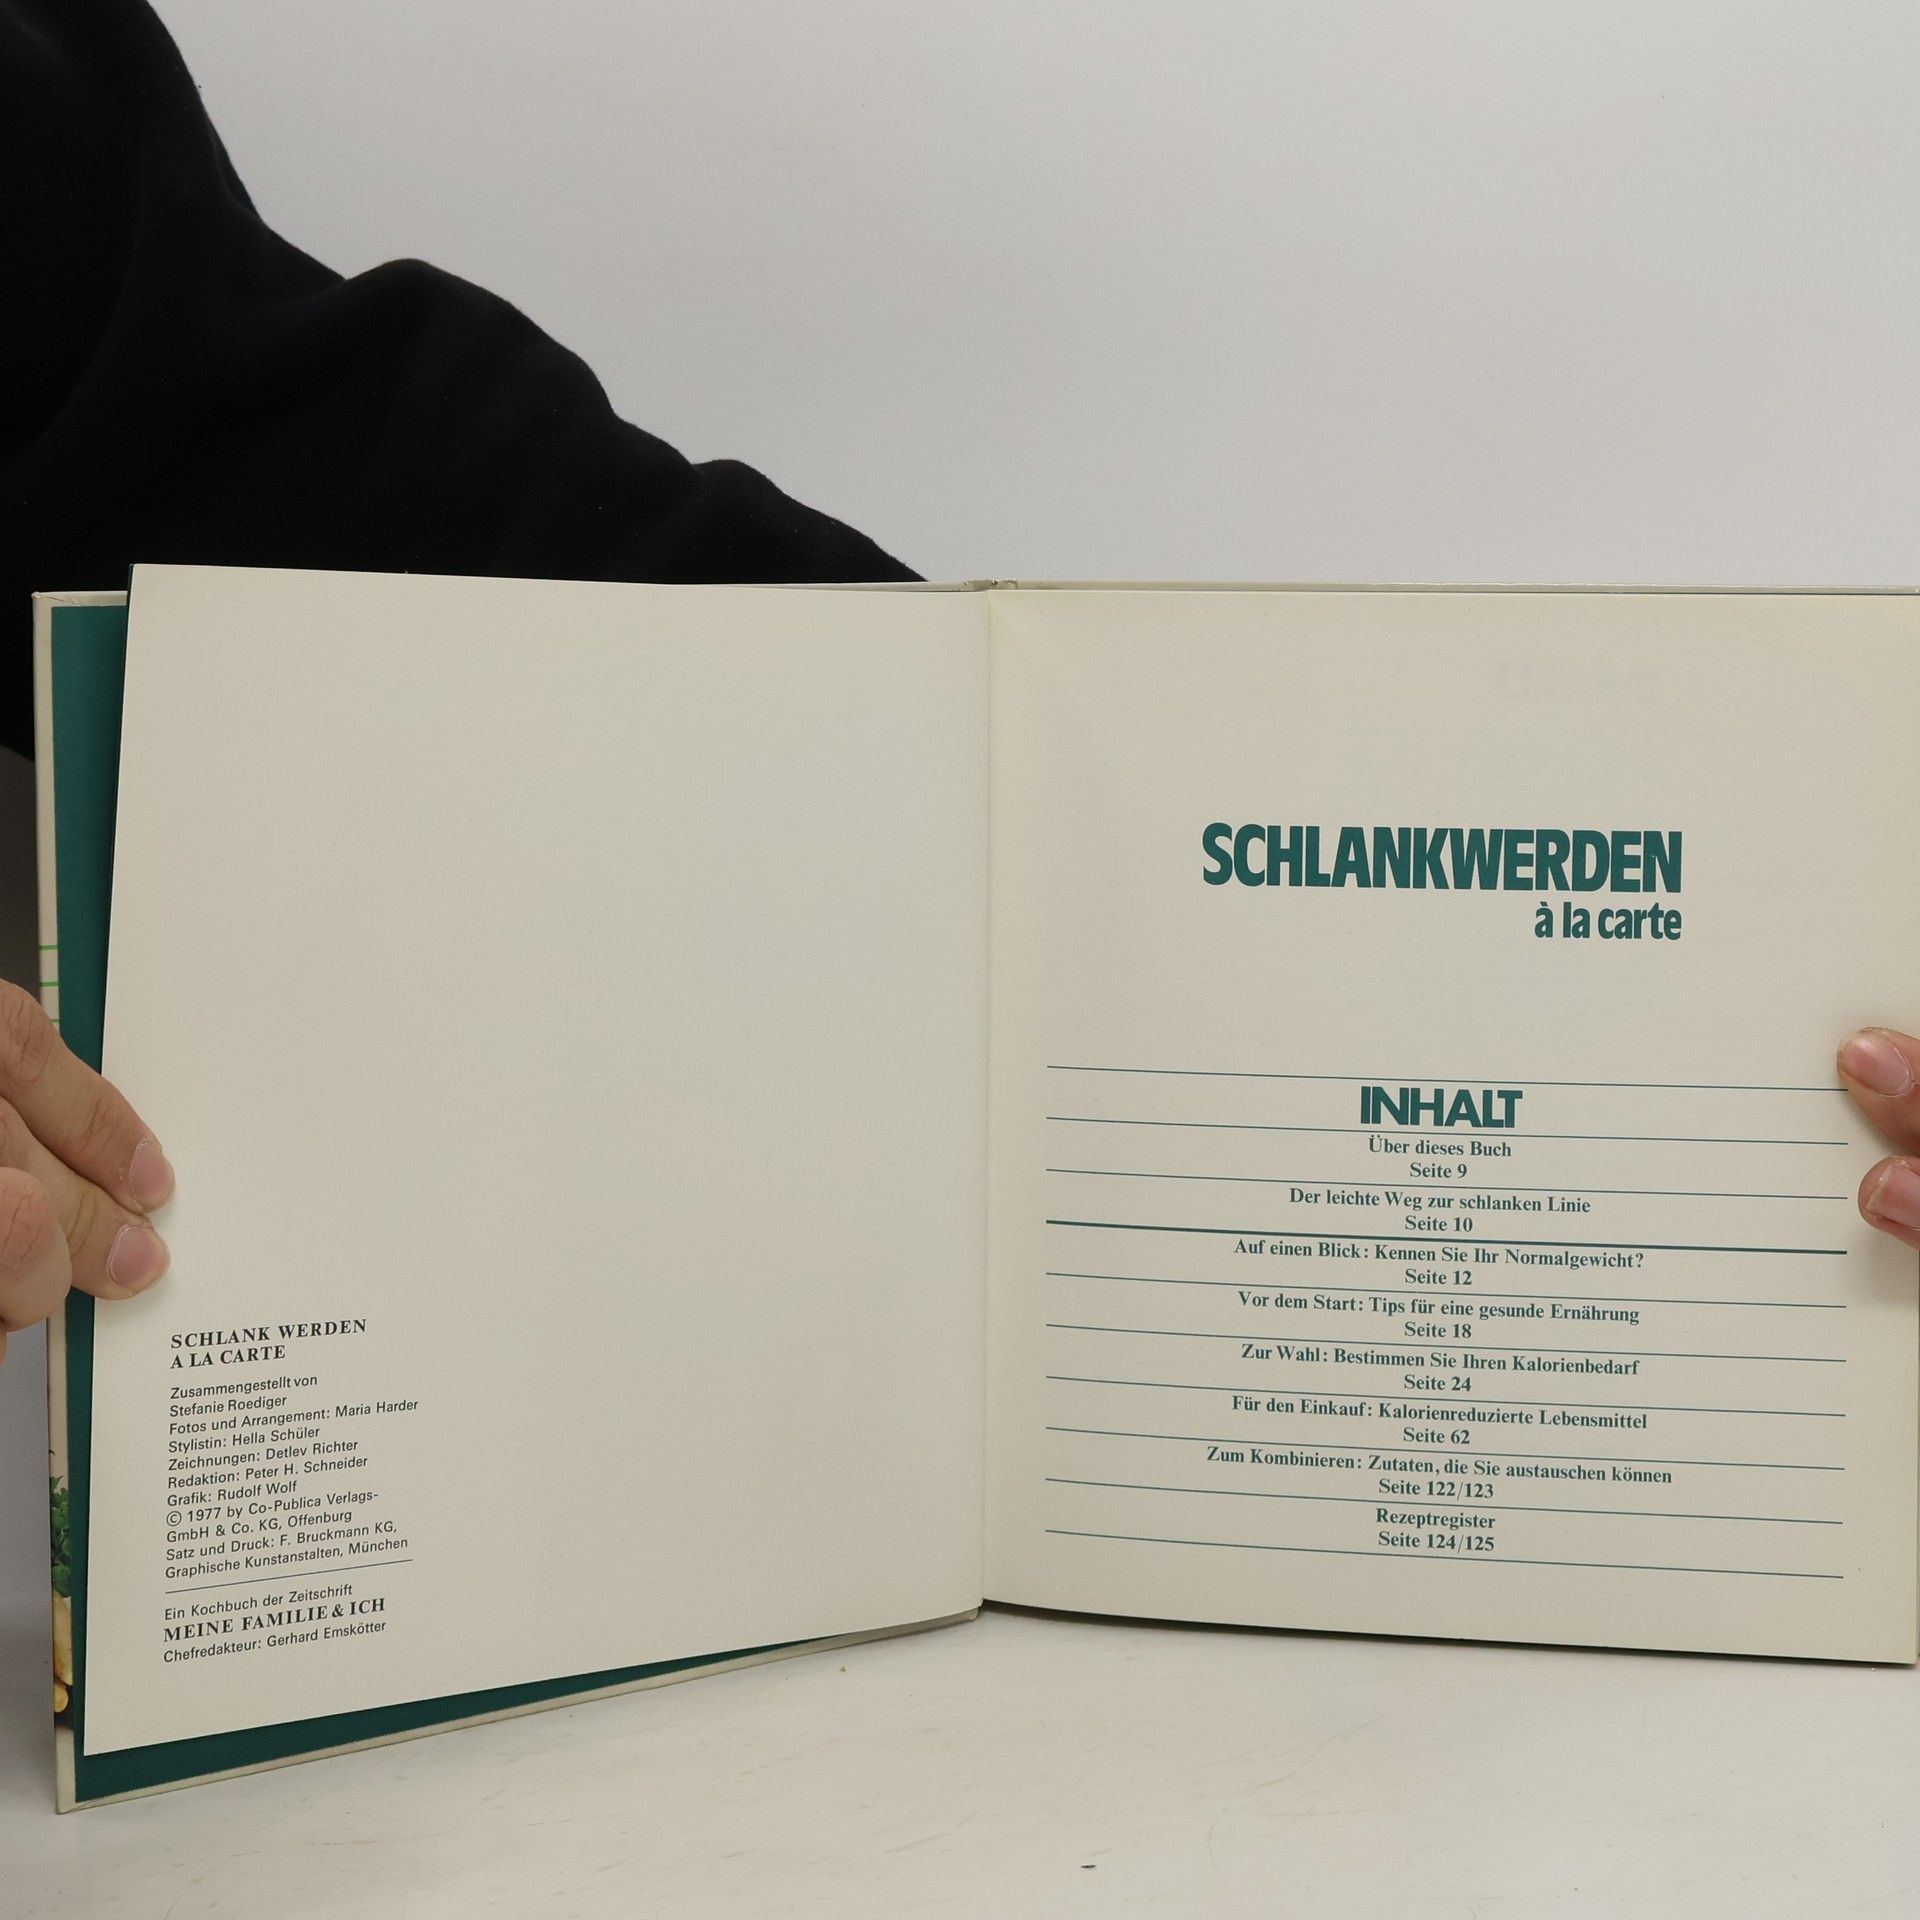 SCHLANK WERDEN
A LA CARTE
Zusammengestellt von
Stefanie Roediger
Fotos und Arrangement: Maria Harder
Stylistin: Hella Schüler
Zeichnungen: Detlev Richter
Redaktion: Peter H. Schneider
Grafik: Rudolf Wolf
© 1977 by Co-Publica Verlags-
GmbH & Co. KG, Offenburg
Satz und Druck: F. Bruckmann KG,
Graphische Kunstanstalten, München
Ein Kochbuch der Zeitschrift
MEINE FAMILIE & ICH
Chefredakteur: Gerhard Emskötter
SCHLANKWERDEN
à la carte
INHALT
Über dieses Buch
Seite 9
Der leichte Weg zur schlanken Linie
Seite 10
Auf einen Blick: Kennen Sie Ihr Normalgewicht?
Seite 12
Vor dem Start: Tips für eine gesunde Ernährung
Seite 18
Zur Wahl: Bestimmen Sie Ihren Kalorienbedarf
Seite 24
Für den Einkauf: Kalorienreduzierte Lebensmittel
Seite 62
Zum Kombinieren: Zutaten, die Sie austauschen können
Seite 122/123
Rezeptregister
Seite 124/125